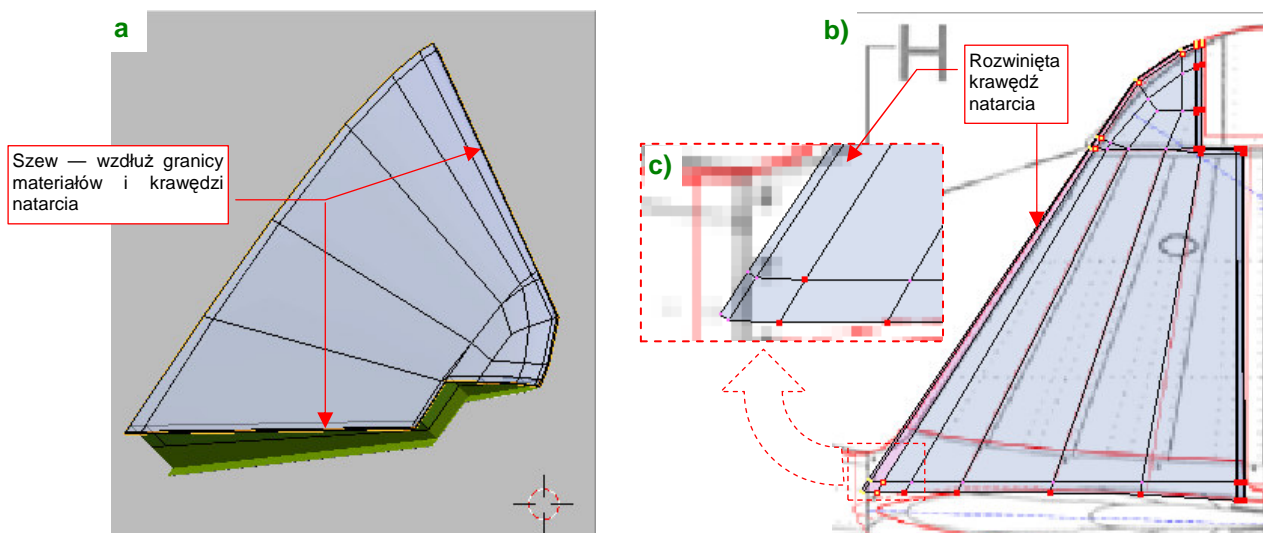 a
Szew — wzdłuż granicy
materiałów i krawędzi
natarcia
b)
H
Rozwinięta
krawędź
natarcia
c)